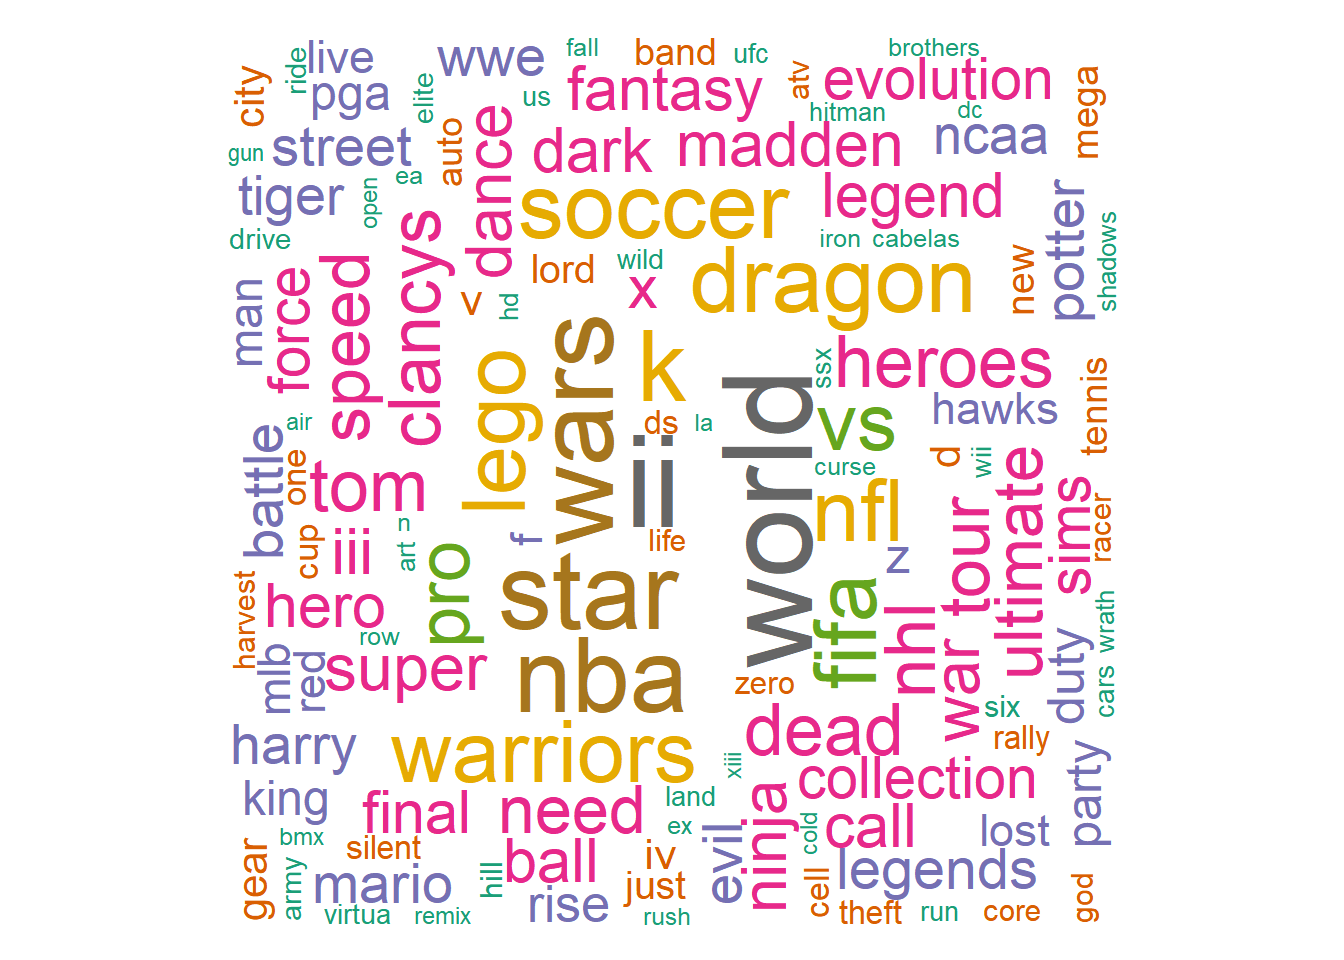 fall
band
ufc
brothers
ride
live
wwe
fantasy
atv
evolution
city
pga
elite
us
hitman
dc
mega
gun
street
auto
dance
dark
madden
ncaa
tiger
open
ea
soccer
legend
potter
drive
clancys
lord
wild
iron
cabelas
new
shadows
man
force
speed
v
hd
x
dragon
wars
k
world
ssx
heroes
tennis
air
lego
ds
la
vs
hawks
battle
one
tom
ii
curse
d
wii
ultimate
sims
cup
iii
n
art
f
life
nfl
z
tour
racer
harvest
hero
pro
star
fifa
nhl
war
wrath
row
mlb
red
super
nba
zero
duty
cars
six
harry
warriors
xiii
dead
rally
party
king
final
need
land
ninja
collection
bmx
silent
ex
cold
call
lost
gear
army
mario
hill
ball
iv
just
evil
cell
legends
god
virtua
remix
rise
rush
theft
run
core